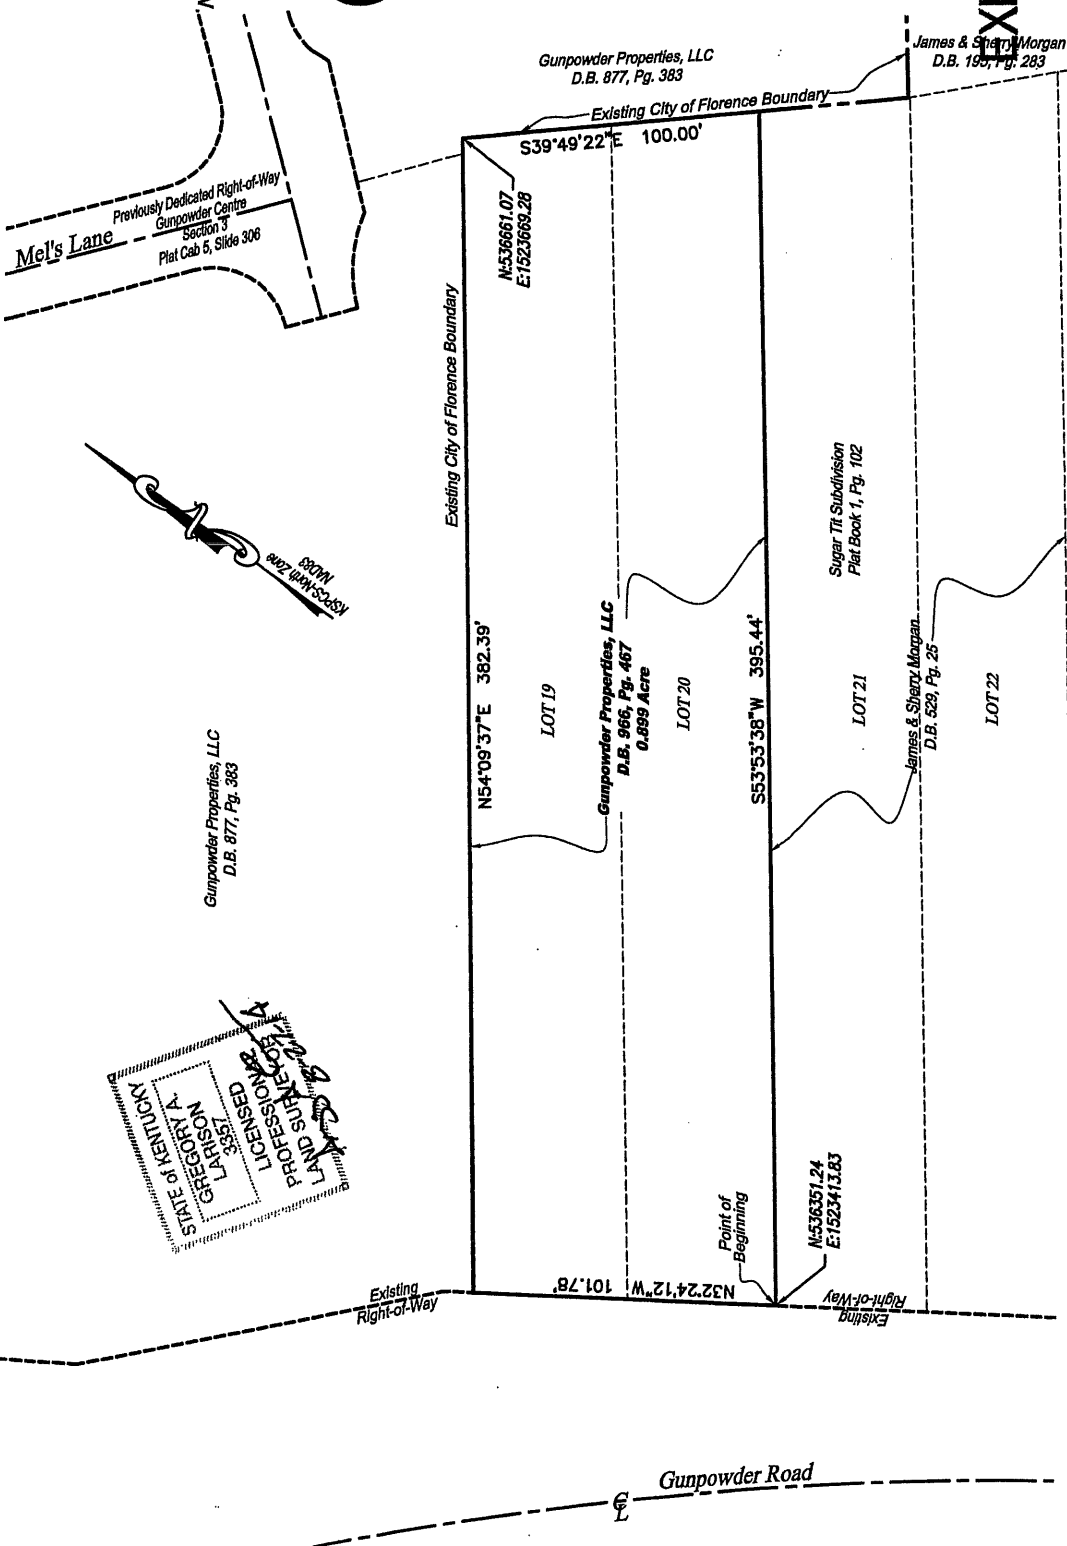 EXI
James & Sherry Morgan
D.B. 195, Pg. 283
Gunpowder Properties, LLC
D.B. 877, Pg. 383
Existing City of Florence Boundary
S39°49'22"E 100.00'
N:536661.07
E:1523669.28
Previously Dedicated Right-of-Way
Gunpowder Centre
Section 3
Plat Cab 5, Slide 306
Mel's Lane
Existing City of Florence Boundary
KSPCS-North Zone
NAD83
Sugar Tit Subdivision
Plat Book 1, Pg. 102
N54°09'37"E 382.39'
LOT 19
Gunpowder Properties, LLC
D.B. 966, Pg. 467
0.899 Acre
LOT 20
S53°53'38"W 395.44'
LOT 21
James & Sherry Morgan
D.B. 529, Pg. 25
LOT 22
Gunpowder Properties, LLC
D.B. 877, Pg. 383
STATE of KENTUCKY
GREGORY A.
LARISON
3357
LICENSED
PROFESSIONAL
LAND SURVEYOR
Point of
Beginning
N:536351.24
E:1523413.83
N32°24'12"W 101.78'
Existing
Right-of-Way
Existing
Right-of-Way
Gunpowder Road